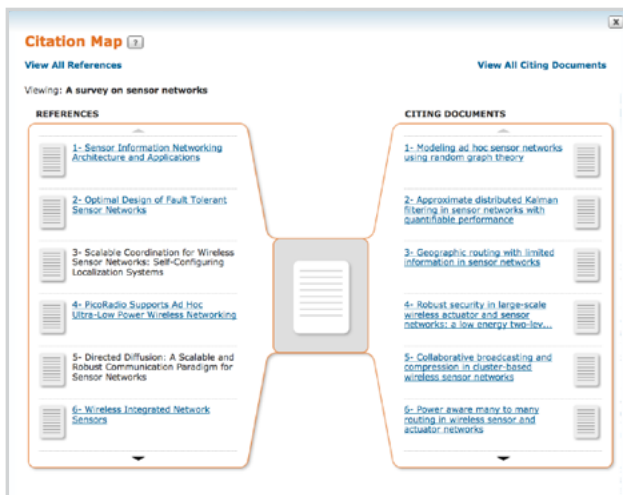 x
Citation Map ?
View All References
View All Citing Documents
Viewing: A survey on sensor networks
REFERENCES
1- Sensor Information Networking
Architecture and Applications
2- Optimal Design of Fault Tolerant
Sensor Networks
3- Scalable Coordination for Wireless
Sensor Networks: Self-Configuring
Localization Systems
4- PicoRadio Supports Ad Hoc
Ultra-Low Power Wireless Networking
5- Directed Diffusion: A Scalable and
Robust Communication Paradigm for
Sensor Networks
6- Wireless Integrated Network
Sensors
CITING DOCUMENTS
1- Modeling ad hoc sensor networks
using random graph theory
2- Approximate distributed Kalman
filtering in sensor networks with
quantifiable performance
3- Geographic routing with limited
information in sensor networks
4- Robust security in large-scale
wireless actuator and sensor
networks: a low energy two-lev...
5- Collaborative broadcasting and
compression in cluster-based
wireless sensor networks
6- Power aware many to many
routing in wireless sensor and
actuator networks